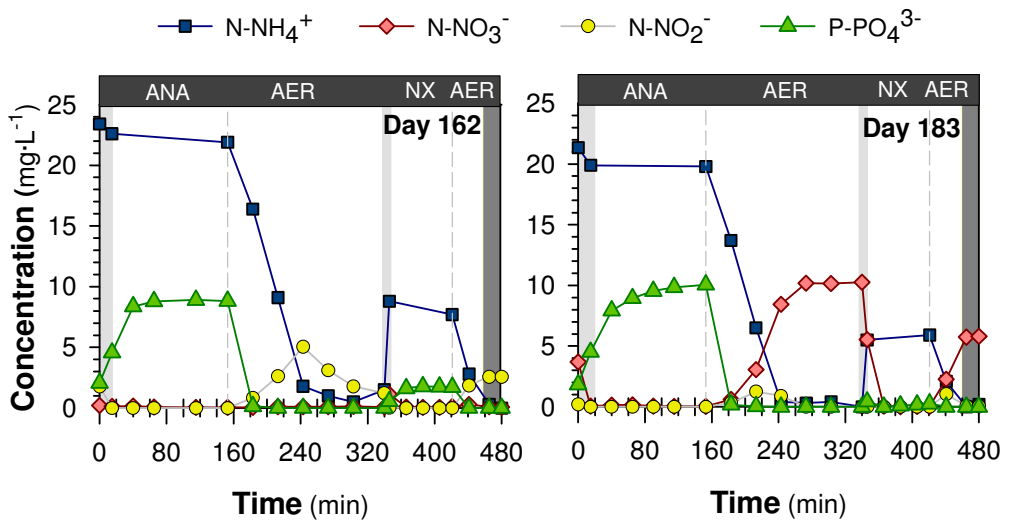 N-NH₄⁺ N-NO₃⁻ N-NO₂⁻ P-PO₄³⁻
ANA AER NX AER
ANA AER NX AER
Day 162
Day 183
Concentration (mg·L⁻¹)
25
20
15
10
5
0
25
20
15
10
5
0
0 80 160 240 320 400 480
0 80 160 240 320 400 480
Time (min)
Time (min)